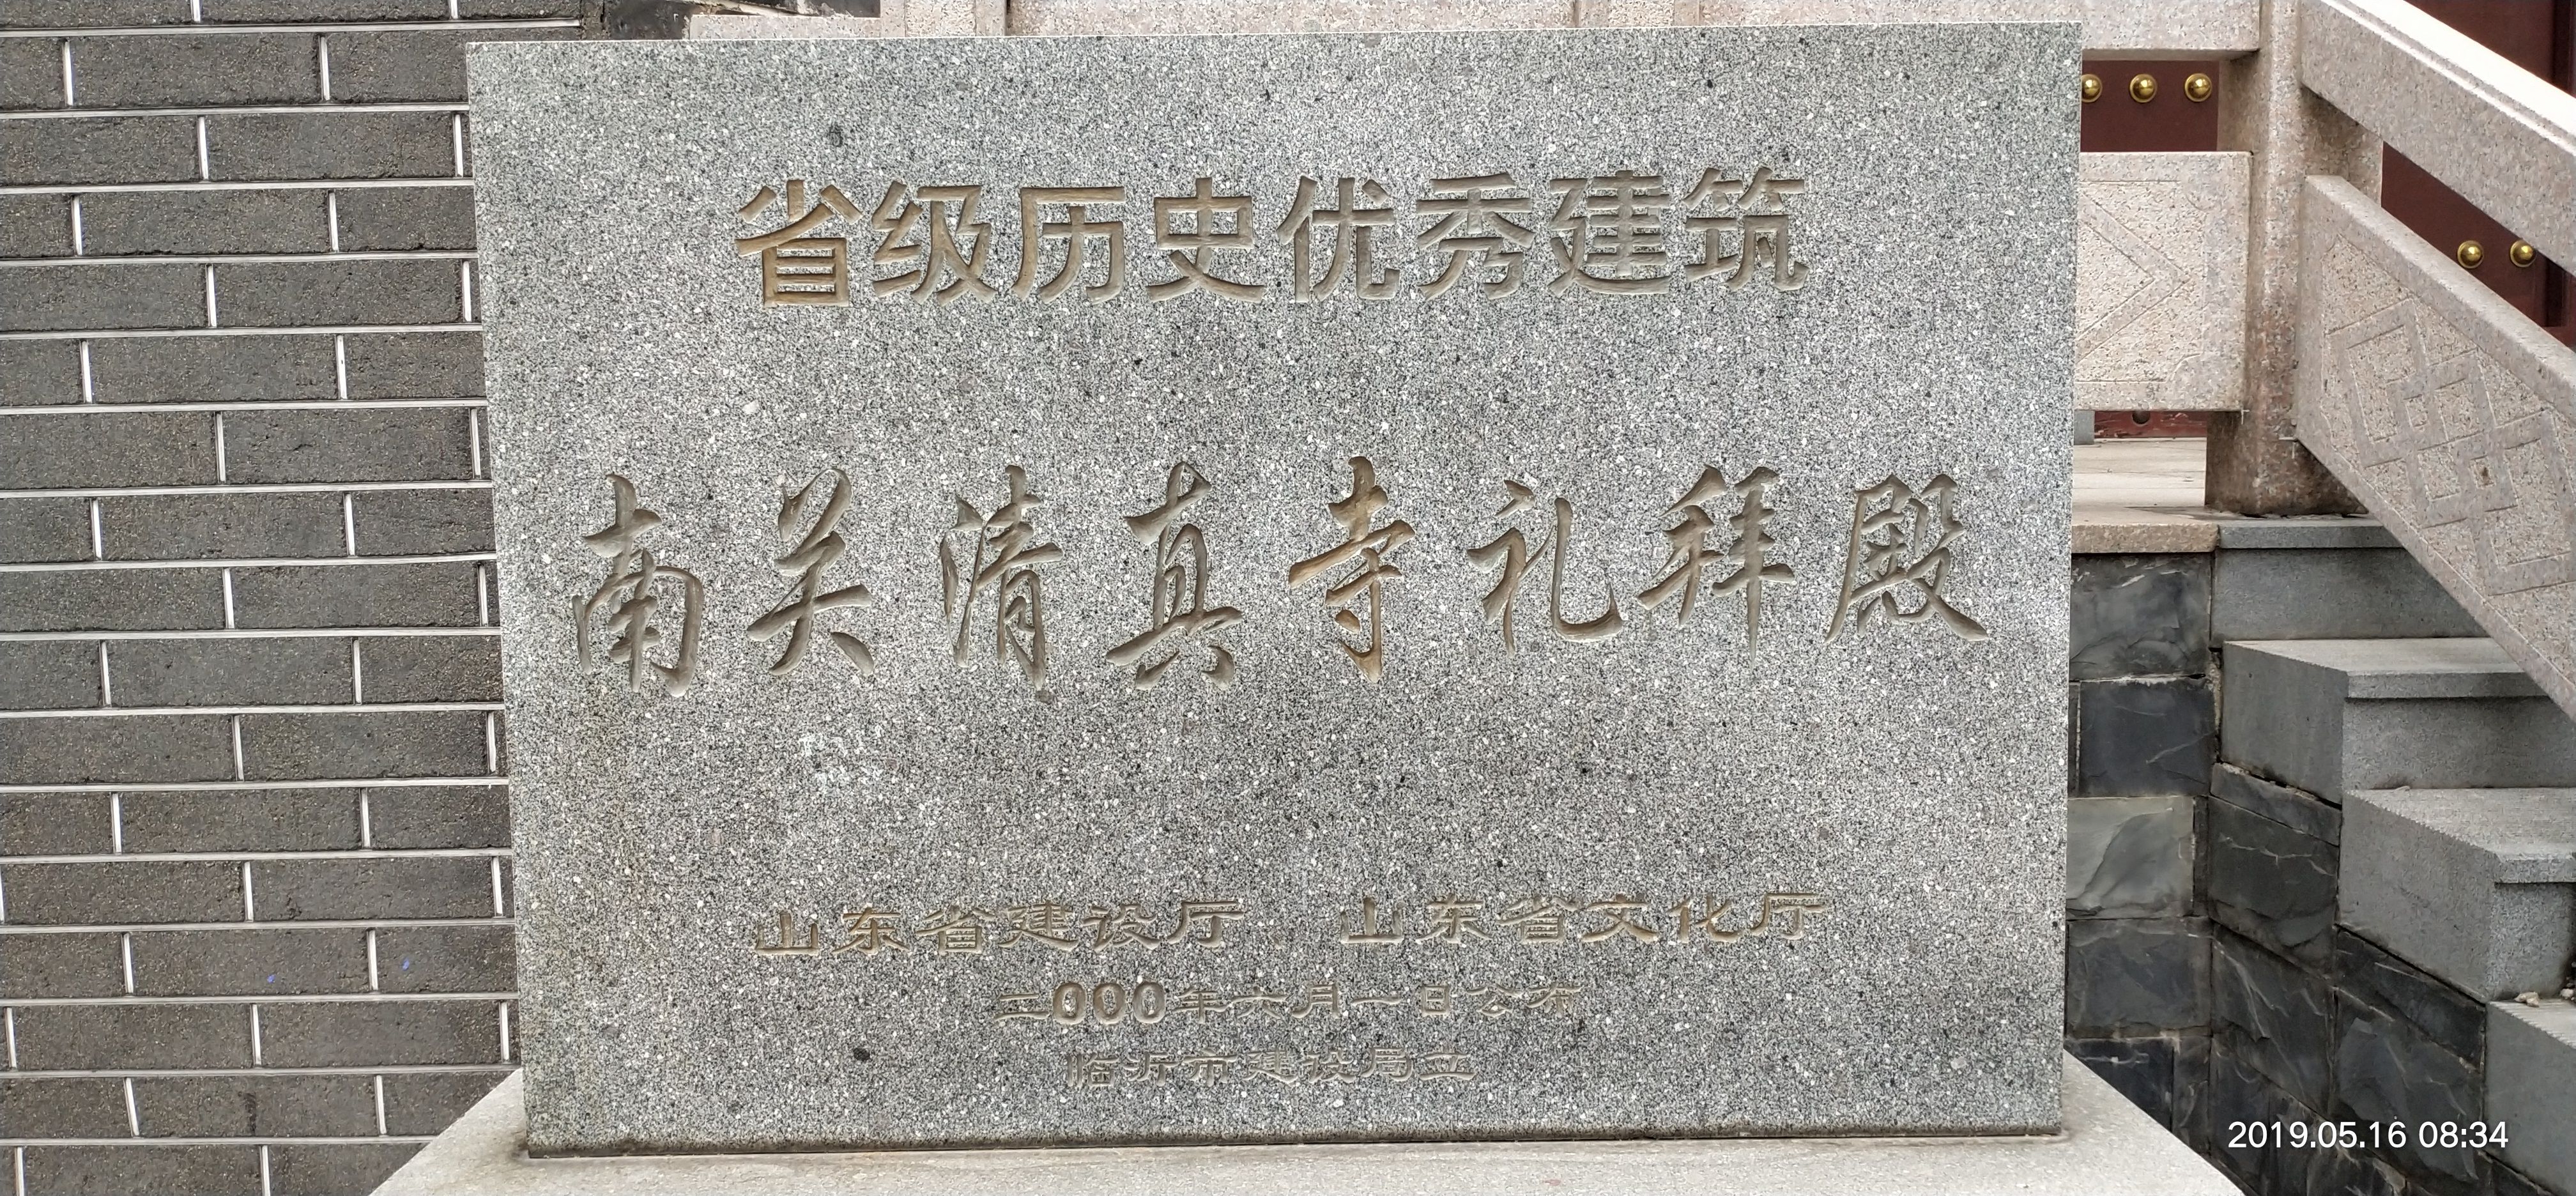 省级历史优秀建筑
南关清真寺礼拜殿
山东省建设厅 山东省文化厅
二000年六月一日公布
临沂市建设局立
2019.05.16 08:34